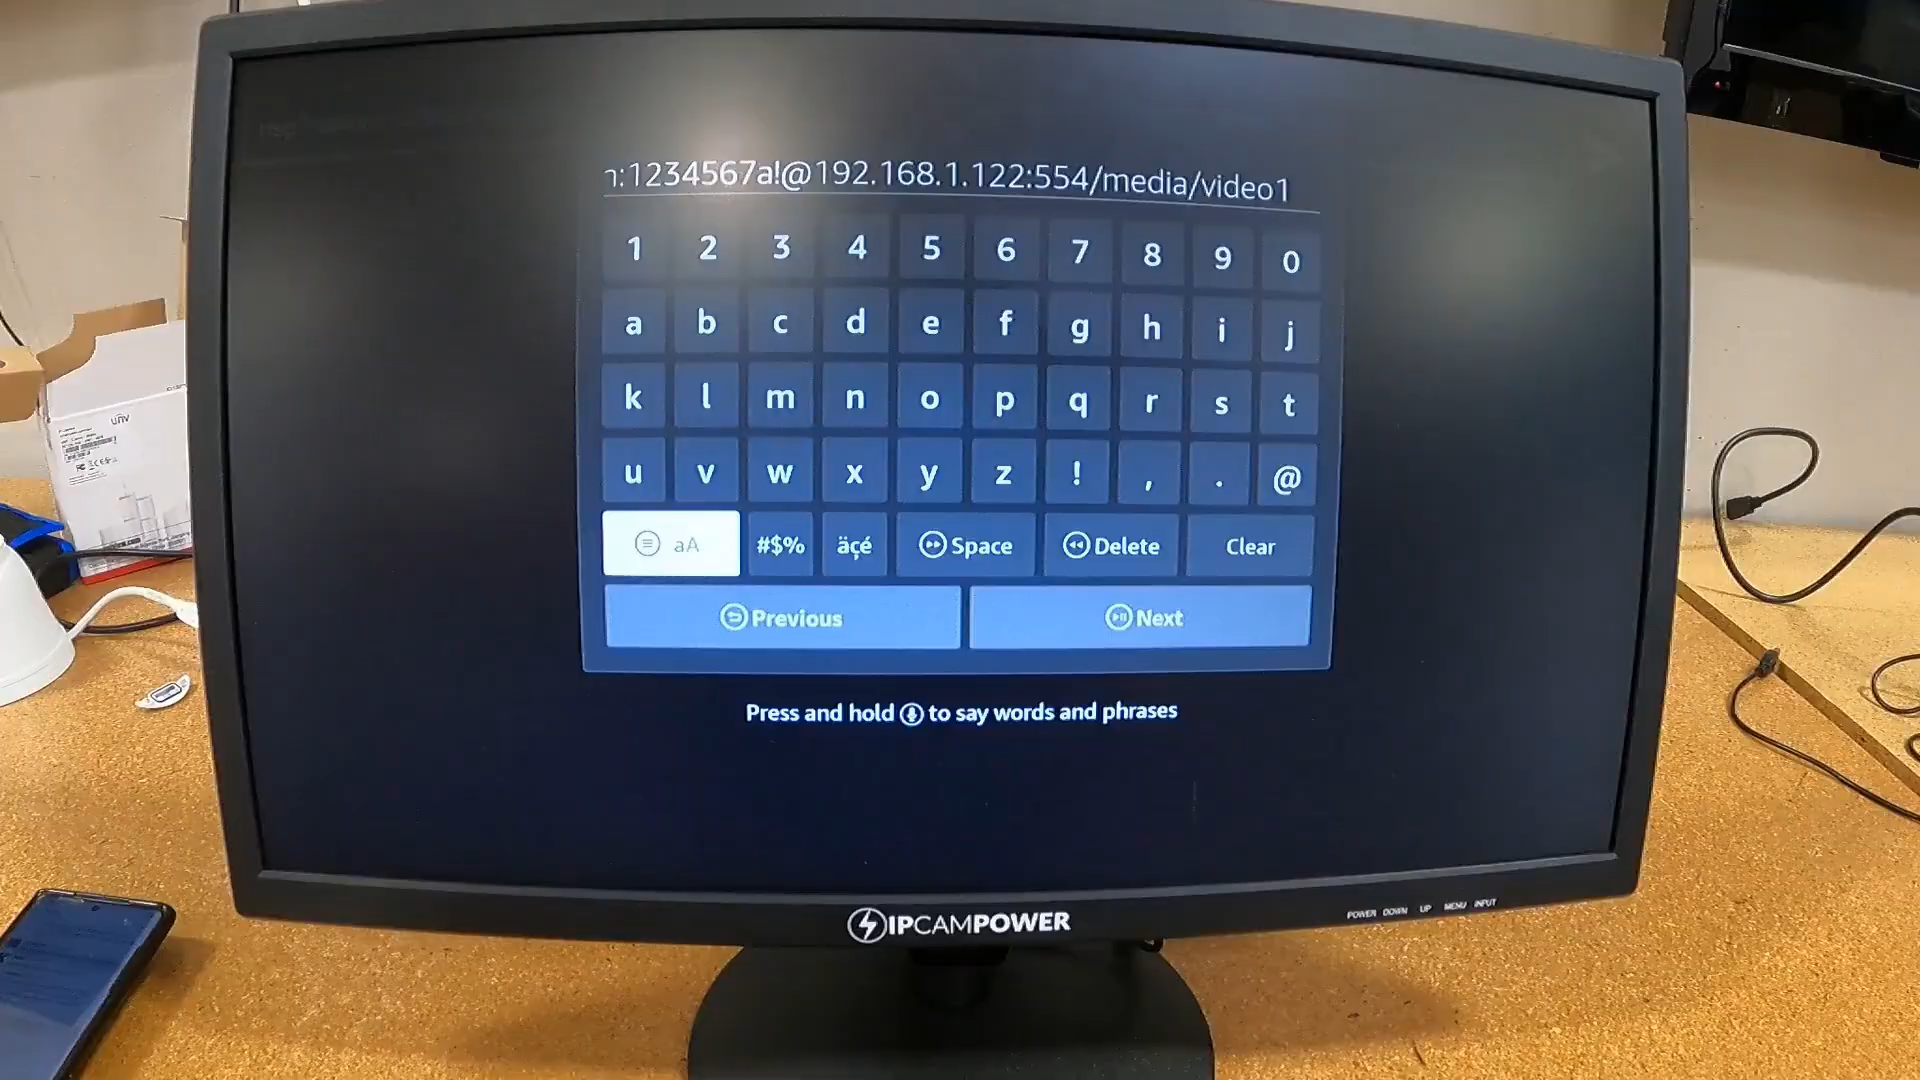 :1234567a!@192.168.1.122:554/media/video1
1 2 3 4 5 6 7 8 9 0
a b c d e f g h i j
k l m n o p q r s t
u v w x y z ! , . @
aA #$% äçé Space Delete Clear
Previous Next
Press and hold to say words and phrases
unv
IPCAMPOWER
POWER DOWN UP MENU INPUT